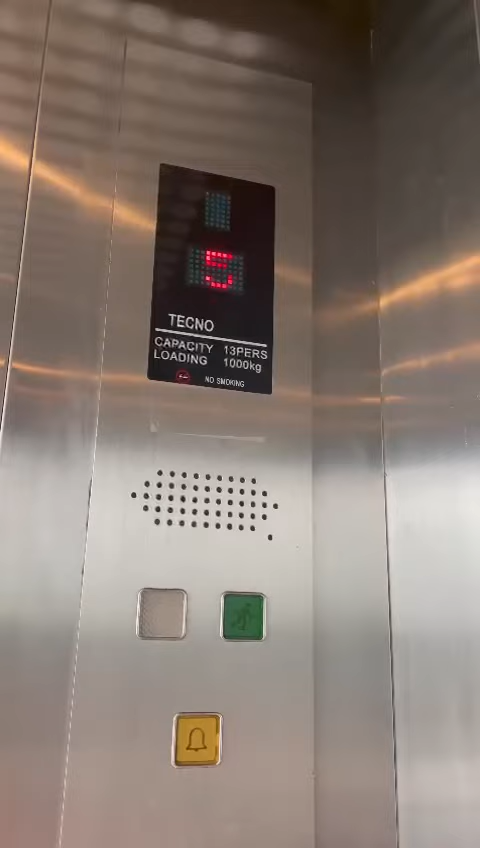 5
TECNO
CAPACITY 13PERS
LOADING 1000kg
NO SMOKING